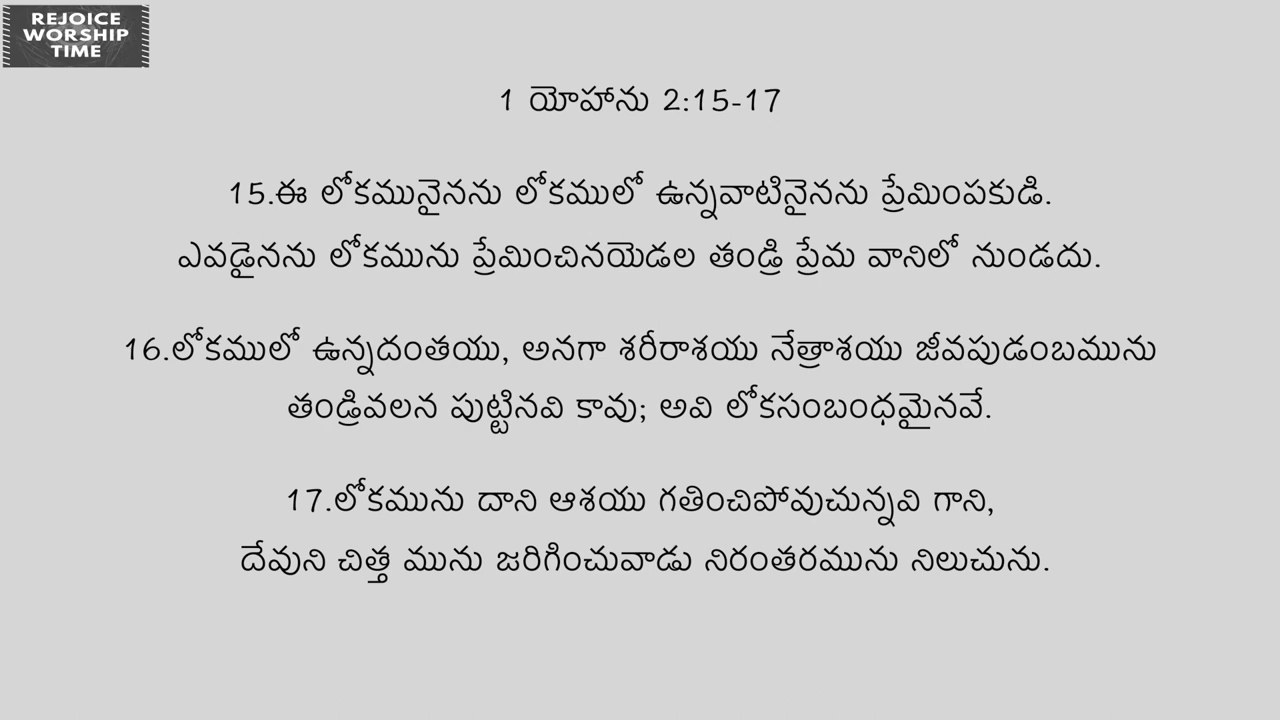 REJOICE
WORSHIP
TIME
1 యోహాను 2:15-17
15.ఈ లోకమునైనను లోకములో ఉన్నవాటినైనను ప్రేమింపకుడి.
ఎవడైనను లోకమును ప్రేమించినయెడల తండ్రి ప్రేమ వానిలో నుండదు.
16.లోకములో ఉన్నదంతయు, అనగా శరీరాశయు నేత్రాశయు జీవపుడంబమును
తండ్రివలన పుట్టినవి కావు; అవి లోకసంబంధమైనవే.
17.లోకమును దాని ఆశయు గతించిపోవుచున్నవి గాని,
దేవుని చిత్త మును జరిగించువాడు నిరంతరమును నిలుచును.